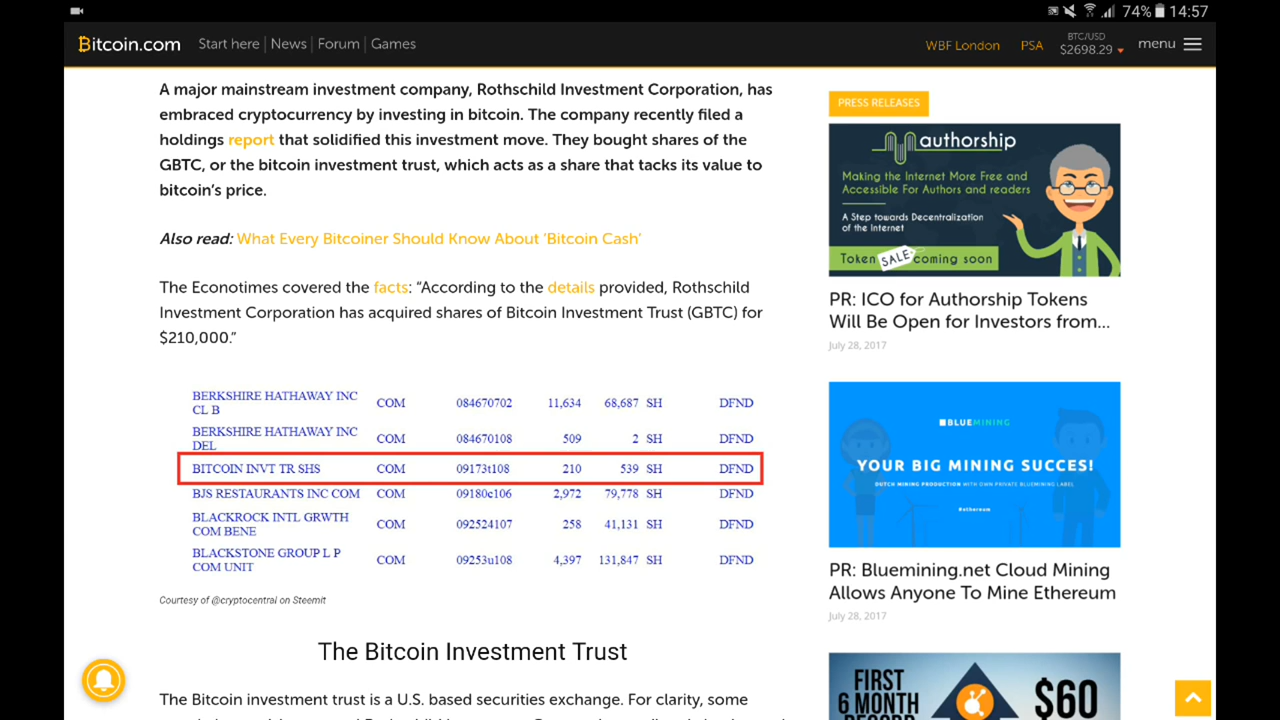 74% 14:57
Bitcoin.com Start here News Forum Games WBF London PSA BTC/USD $2698.29 menu
A major mainstream investment company, Rothschild Investment Corporation, has
embraced cryptocurrency by investing in bitcoin. The company recently filed a
holdings report that solidified this investment move. They bought shares of the
GBTC, or the bitcoin investment trust, which acts as a share that tacks its value to
bitcoin's price.
Also read: What Every Bitcoiner Should Know About 'Bitcoin Cash'
The Econotimes covered the facts: "According to the details provided, Rothschild
Investment Corporation has acquired shares of Bitcoin Investment Trust (GBTC) for
$210,000."
BERKSHIRE HATHAWAY INC CL B COM 084670702 11,634 68,687 SH DFND
BERKSHIRE HATHAWAY INC DEL COM 084670108 509 2 SH DFND
BITCOIN INVT TR SHS COM 09173t108 210 539 SH DFND
BJS RESTAURANTS INC COM COM 09180c106 2,972 79,778 SH DFND
BLACKROCK INTL GRWTH COM BENE COM 092524107 258 41,131 SH DFND
BLACKSTONE GROUP L P COM UNIT COM 09253u108 4,397 131,847 SH DFND
Courtesy of @cryptocentral on Steemit
The Bitcoin Investment Trust
The Bitcoin investment trust is a U.S. based securities exchange. For clarity, some
PRESS RELEASES
authorship
Making the Internet More Free and
Accessible For Authors and readers
A Step towards Decentralization
of the Internet
Token SALE coming soon
PR: ICO for Authorship Tokens
Will Be Open for Investors from...
July 28, 2017
BLUEMINING
YOUR BIG MINING SUCCES!
DUTCH MINING PRODUCTION WITH OWN PRIVATE BLUEMINING LABEL
#ethereum
PR: Bluemining.net Cloud Mining
Allows Anyone To Mine Ethereum
July 28, 2017
FIRST
6 MONTH
$60